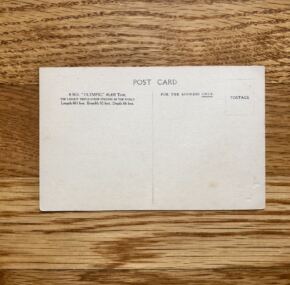 POST CARD
R.M.S. "OLYMPIC" 46,439 Tons.
THE LARGEST TRIPLE-SCREW STEAMER IN THE WORLD
Length 883 feet. Breadth 92 feet. Depth 64 feet.
FOR THE ADDRESS ONLY.
POSTAGE